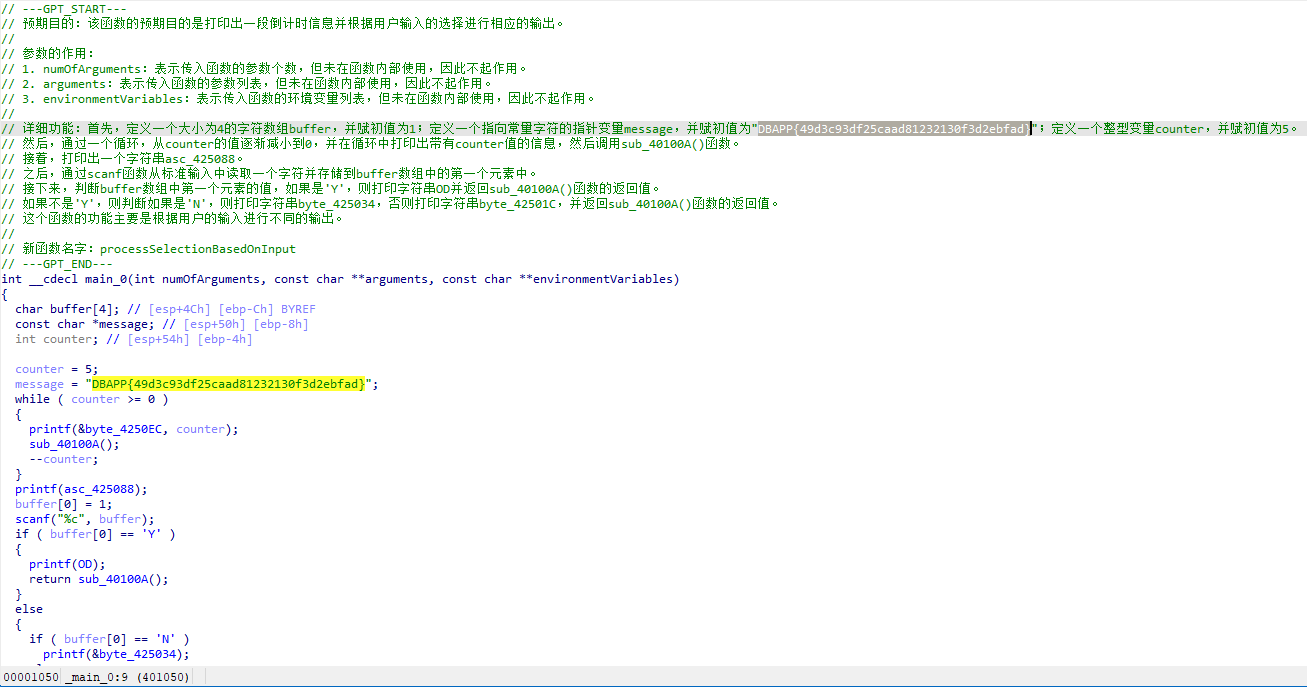 // ---GPT_START---
// 预期目的：该函数的预期目的是打印出一段倒计时信息并根据用户输入的选择进行相应的输出。
//
// 参数的作用：
// 1. numOfArguments：表示传入函数的参数个数，但未在函数内部使用，因此不起作用。
// 2. arguments：表示传入函数的参数列表，但未在函数内部使用，因此不起作用。
// 3. environmentVariables：表示传入函数的环境变量列表，但未在函数内部使用，因此不起作用。
//
// 详细功能：首先，定义一个大小为4的字符数组buffer，并赋初值为1；定义一个指向常量字符的指针变量message，并赋初值为"DBAPP{49d3c93df25caad81232130f3d2ebfad}"；定义一个整型变量counter，并赋初值为5。
// 然后，通过一个循环，从counter的值逐渐减小到0，并在循环中打印出带有counter值的信息，然后调用sub_40100A()函数。
// 接着，打印出一个字符串asc_425088。
// 之后，通过scanf函数从标准输入中读取一个字符并存储到buffer数组中的第一个元素中。
// 接下来，判断buffer数组中第一个元素的值，如果是'Y'，则打印字符串OD并返回sub_40100A()函数的返回值。
// 如果不是'Y'，则判断如果是'N'，则打印字符串byte_425034，否则打印字符串byte_42501C，并返回sub_40100A()函数的返回值。
// 这个函数的功能主要是根据用户的输入进行不同的输出。
//
// 新函数名字：processSelectionBasedOnInput
// ---GPT_END---
int __cdecl main_0(int numOfArguments, const char **arguments, const char **environmentVariables)
{
  char buffer[4]; // [esp+4Ch] [ebp-Ch] BYREF
  const char *message; // [esp+50h] [ebp-8h]
  int counter; // [esp+54h] [ebp-4h]

  counter = 5;
  message = "DBAPP{49d3c93df25caad81232130f3d2ebfad}";
  while ( counter >= 0 )
  {
    printf(&byte_4250EC, counter);
    sub_40100A();
    --counter;
  }
  printf(asc_425088);
  buffer[0] = 1;
  scanf("%c", buffer);
  if ( buffer[0] == 'Y' )
  {
    printf(OD);
    return sub_40100A();
  }
  else
  {
    if ( buffer[0] == 'N' )
      printf(&byte_425034);
00001050 _main_0:9 (401050)